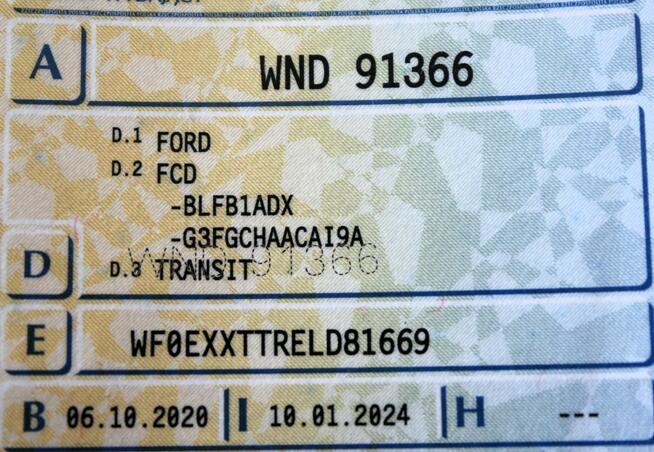 A WND 91366
D.1 FORD
D.2 FCD
-BLFB1ADX
-G3FGCHAACAI9A
WND 91366
D D.3 TRANSIT
E WF0EXXTTRELD81669
B 06.10.2020 I 10.01.2024 H ---